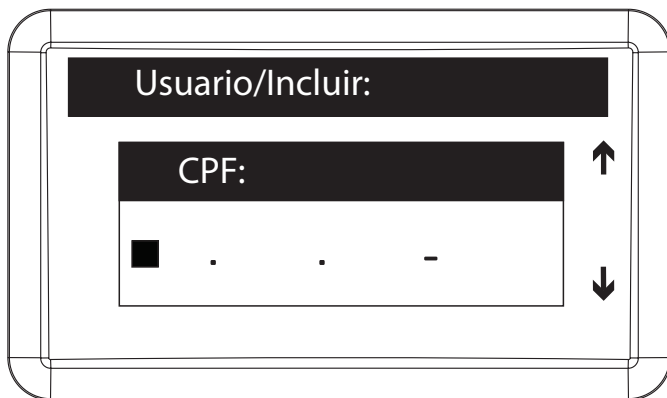 Usuario/Incluir:
CPF:
. . -